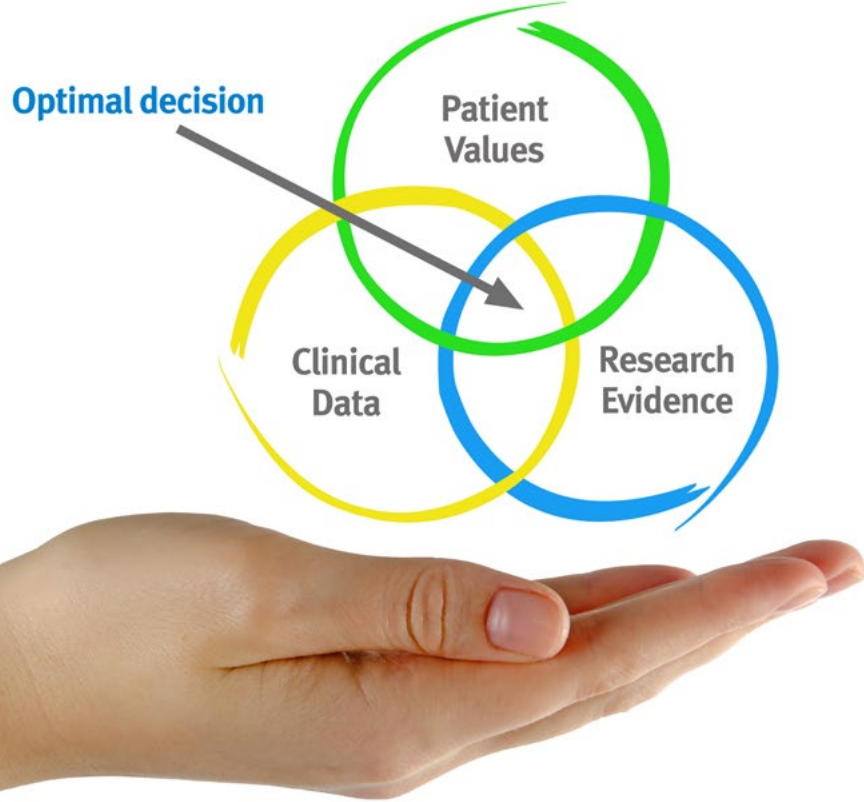 Optimal decision
Patient
Values
Clinical
Data
Research
Evidence